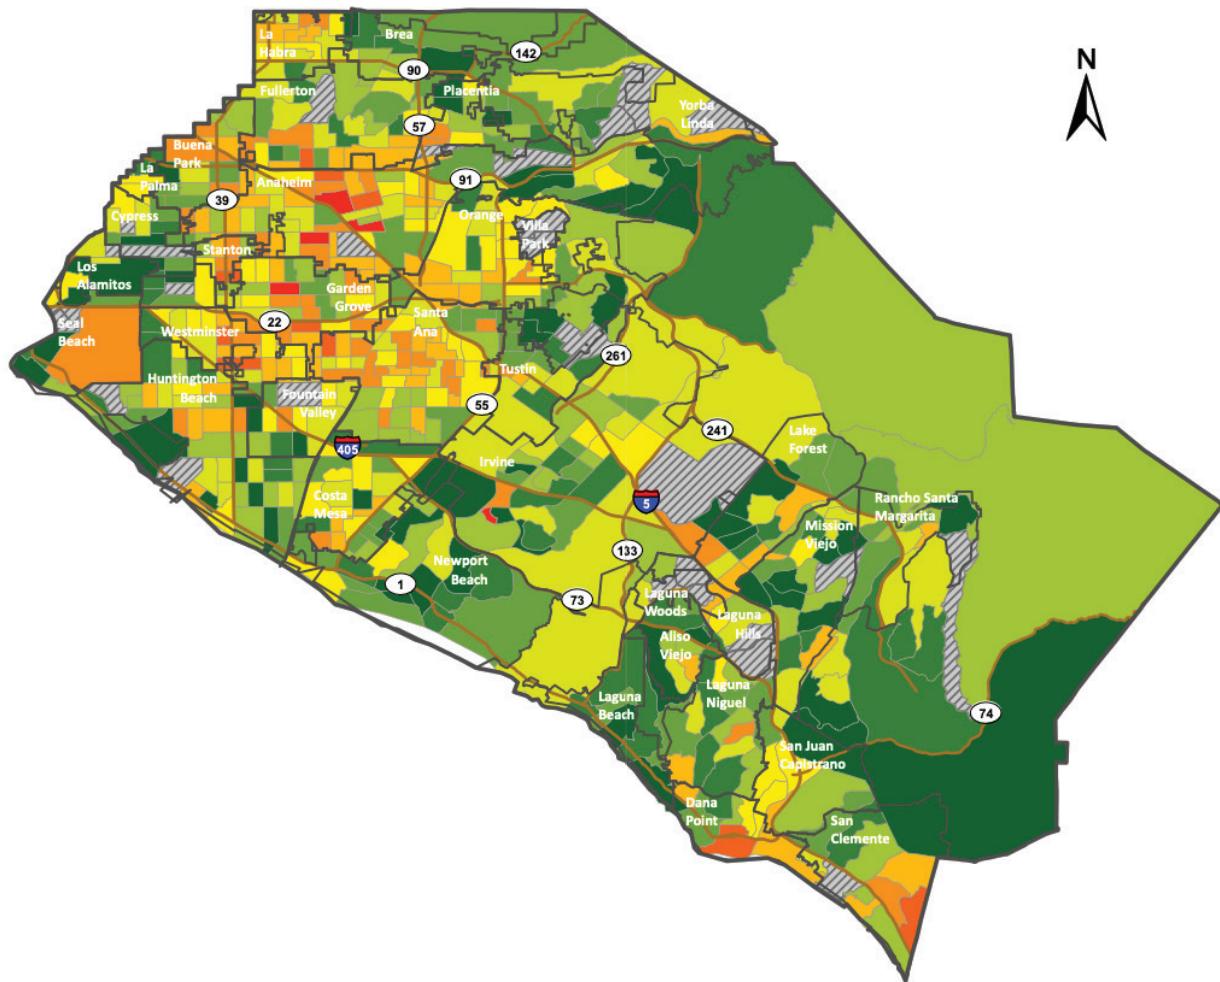 La
Habra
Brea
142
N
90
Fullerton
Placentia
Yorba
Linda
57
Buena
Park
La
Palma
Anaheim
91
39
Cypress
Orange
Villa
Park
Stanton
Los
Alamitos
Garden
Grove
Seal
Beach
Westminster
22
Santa
Ana
261
Tustin
Huntington
Beach
Fountain
Valley
55
241
Lake
Forest
405
Irvine
5
Costa
Mesa
Rancho Santa
Margarita
Mission
Viejo
133
Newport
Beach
1
73
Laguna
Woods
Laguna
Hills
Aliso
Viejo
Laguna
Beach
Laguna
Niguel
74
San Juan
Capistrano
Dana
Point
San
Clemente